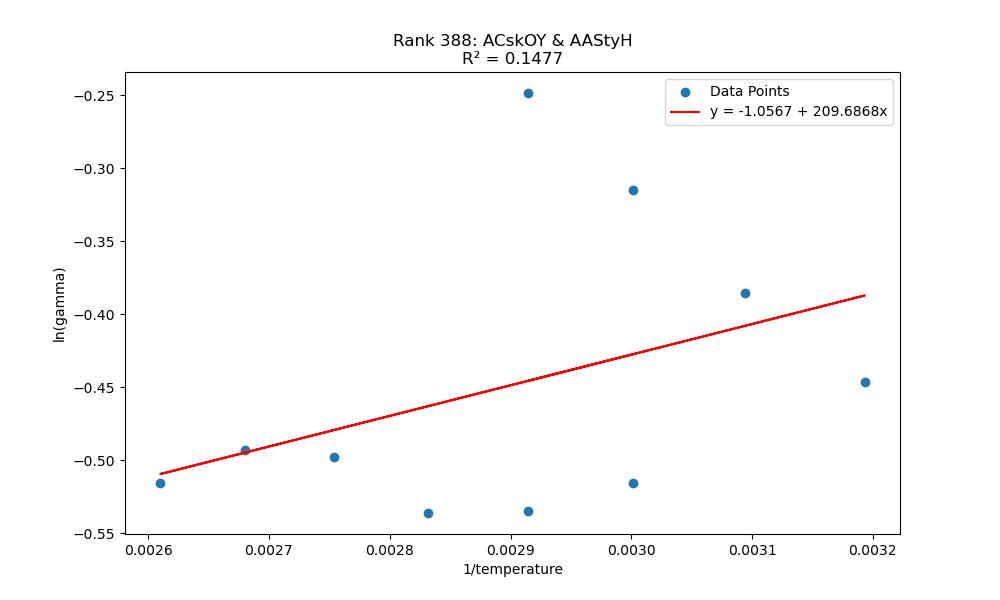 Rank 388: ACskOY & AAStyH
R² = 0.1477
Data Points
y = -1.0567 + 209.6868x
ln(gamma)
−0.25
−0.30
−0.35
−0.40
−0.45
−0.50
−0.55
0.0026 0.0027 0.0028 0.0029 0.0030 0.0031 0.0032
1/temperature